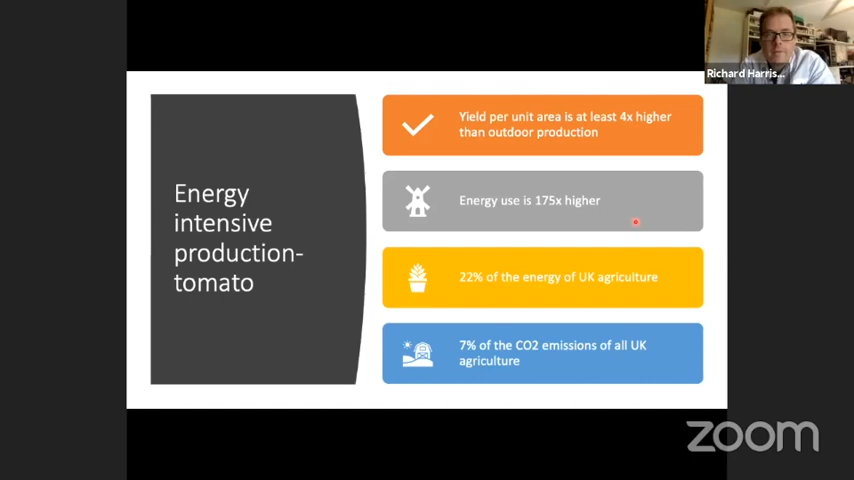 Richard Harris...
Energy
intensive
production-
tomato
Yield per unit area is at least 4x higher
than outdoor production
Energy use is 175x higher
22% of the energy of UK agriculture
7% of the CO2 emissions of all UK
agriculture
zoom